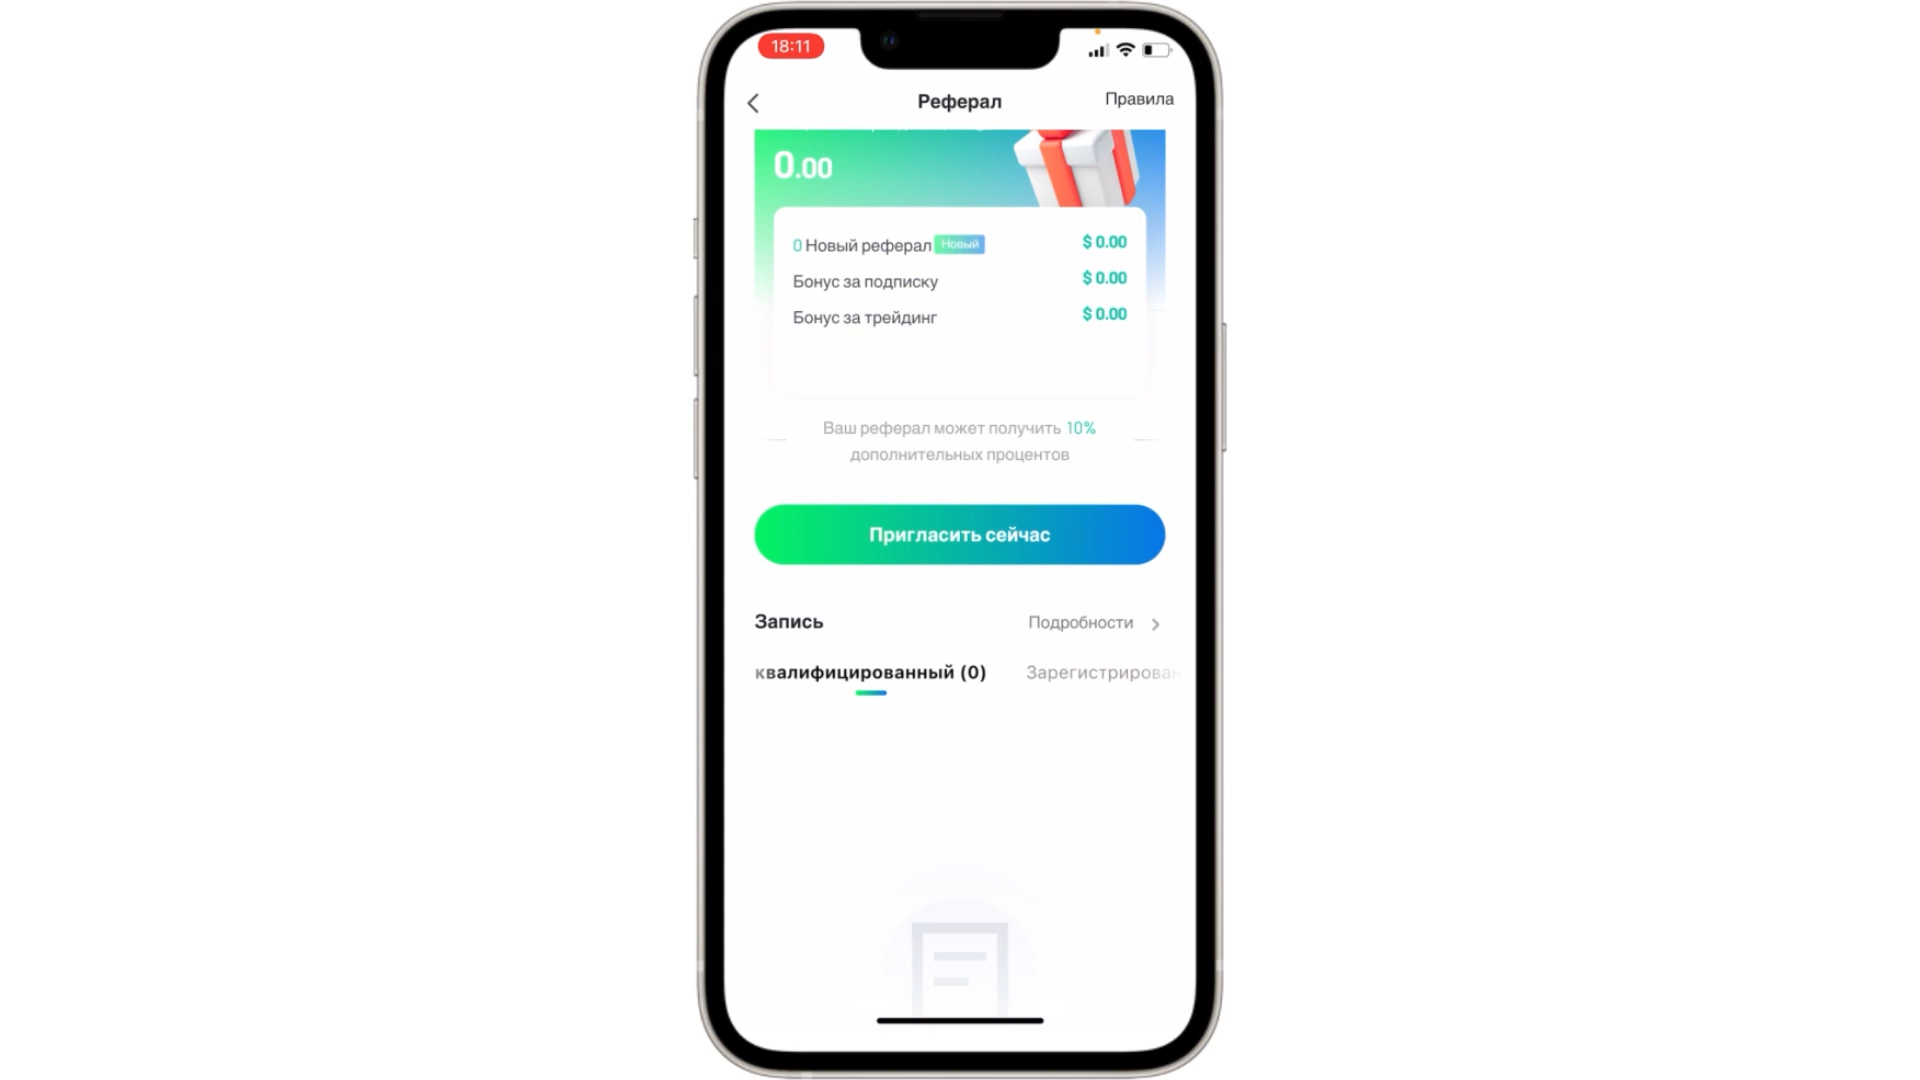 18:11
Реферал
Правила
0.00
0 Новый реферал Новый $ 0.00
Бонус за подписку $ 0.00
Бонус за трейдинг $ 0.00
Ваш реферал может получить 10%
дополнительных процентов
Пригласить сейчас
Запись
Подробности
квалифицированный (0)
Зарегистрирован